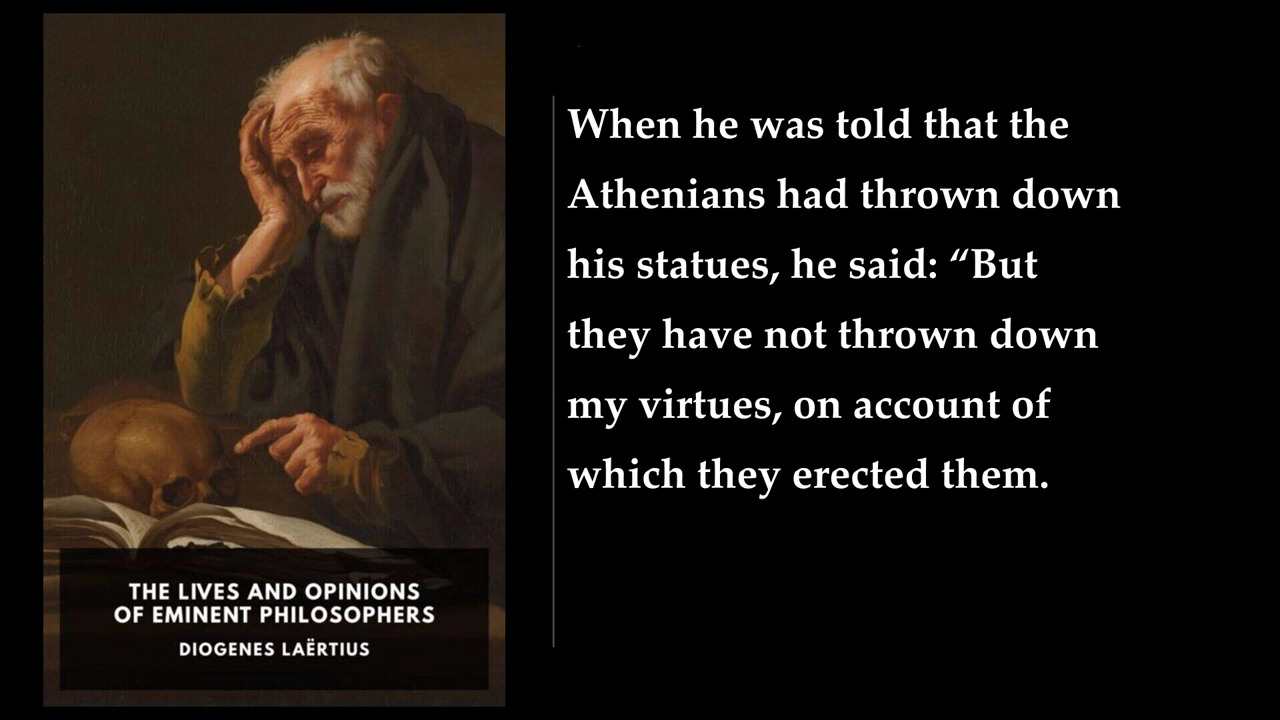 When he was told that the
Athenians had thrown down
his statues, he said: “But
they have not thrown down
my virtues, on account of
which they erected them.
THE LIVES AND OPINIONS
OF EMINENT PHILOSOPHERS
DIOGENES LAËRTIUS